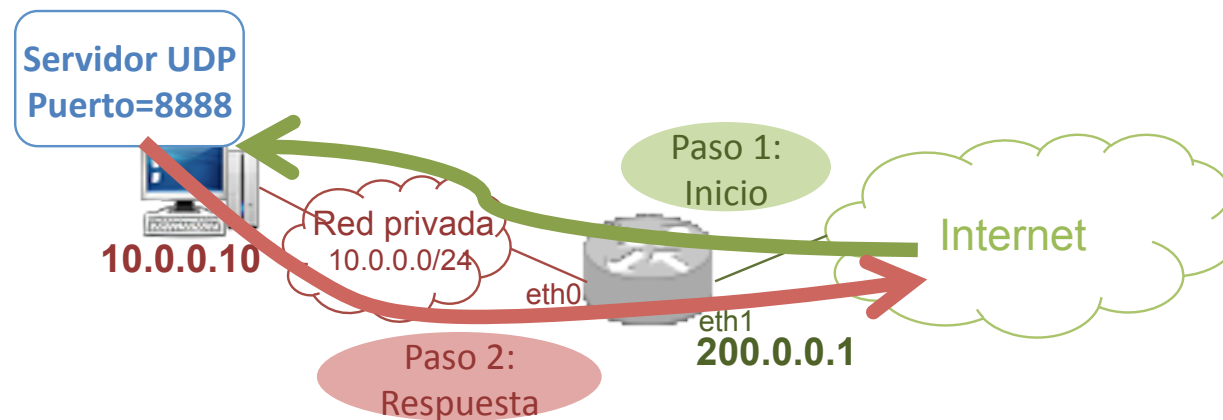 Servidor UDP
Puerto=8888
Paso 1:
Inicio
Red privada
10.0.0.0/24
Internet
10.0.0.10
eth0
eth1
200.0.0.1
Paso 2:
Respuesta